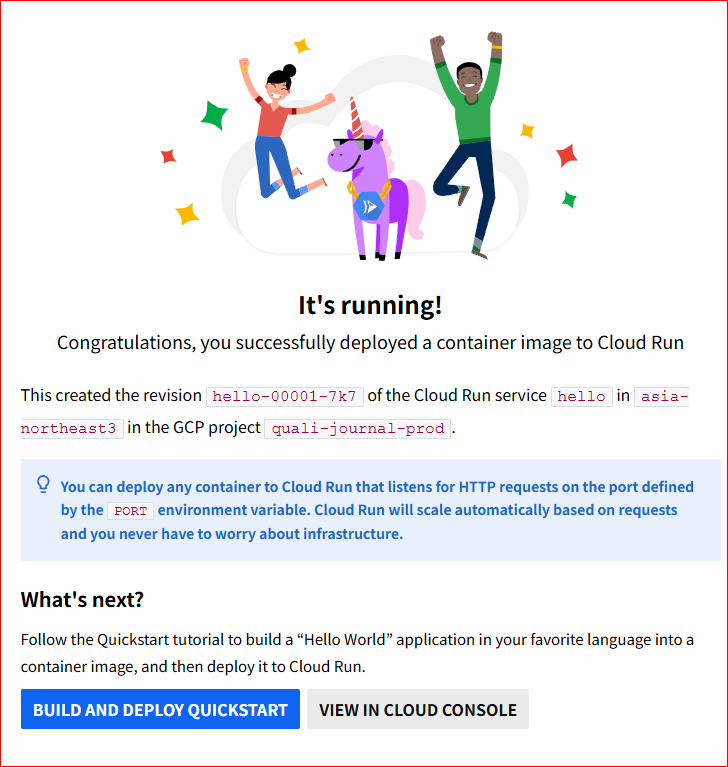 It's running!
Congratulations, you successfully deployed a container image to Cloud Run
This created the revision hello-00001-7k7 of the Cloud Run service hello in asia-
northeast3 in the GCP project quali-journal-prod.
You can deploy any container to Cloud Run that listens for HTTP requests on the port defined
by the PORT environment variable. Cloud Run will scale automatically based on requests
and you never have to worry about infrastructure.
What's next?
Follow the Quickstart tutorial to build a “Hello World” application in your favorite language into a
container image, and then deploy it to Cloud Run.
BUILD AND DEPLOY QUICKSTART VIEW IN CLOUD CONSOLE